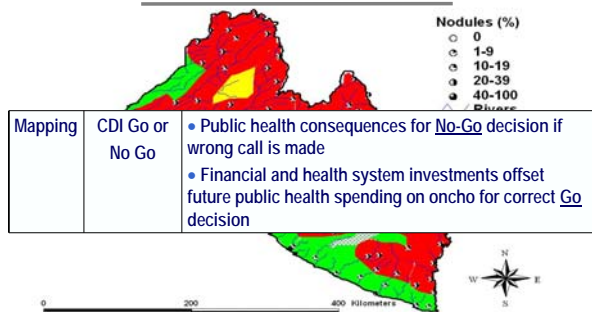 Nodules (%)
0
1-9
10-19
20-39
40-100
Rivers
Mapping
CDI Go or
No Go
• Public health consequences for No-Go decision if
wrong call is made
• Financial and health system investments offset
future public health spending on oncho for correct Go
decision
N
W E
S
0 200 400 Kilometers